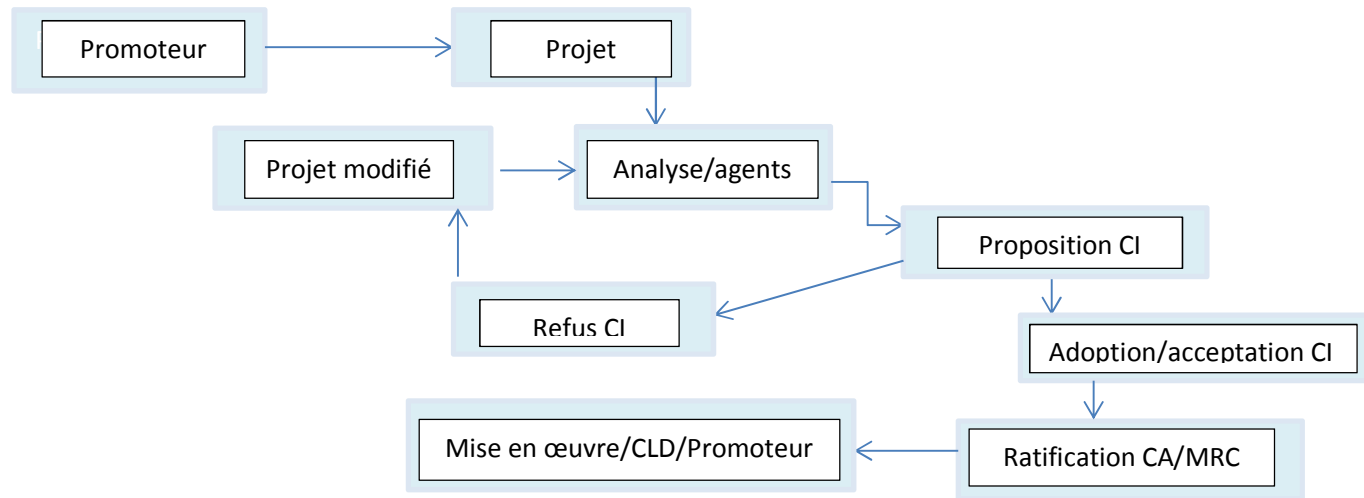 Promoteur
Projet
Projet modifié
Analyse/agents
Proposition CI
Refus CI
Adoption/acceptation CI
Mise en œuvre/CLD/Promoteur
Ratification CA/MRC